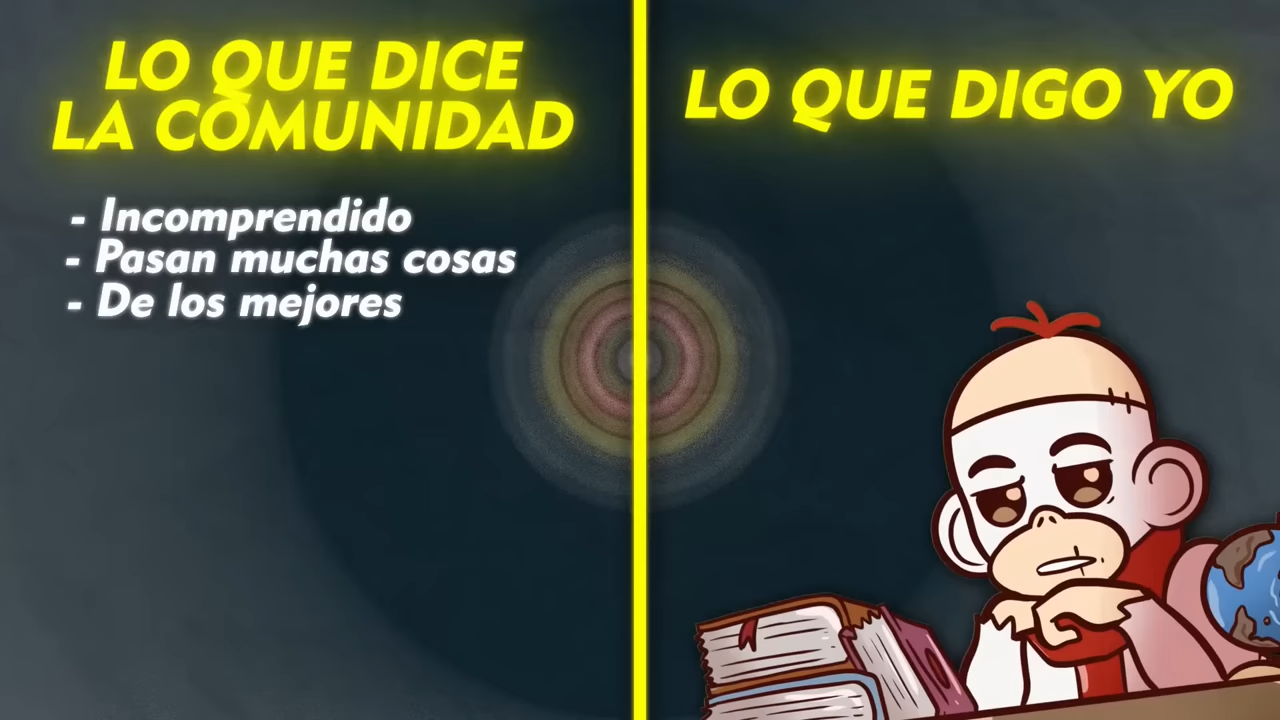 LO QUE DICE
LA COMUNIDAD
- Incomprendido
- Pasan muchas cosas
- De los mejores
LO QUE DIGO YO